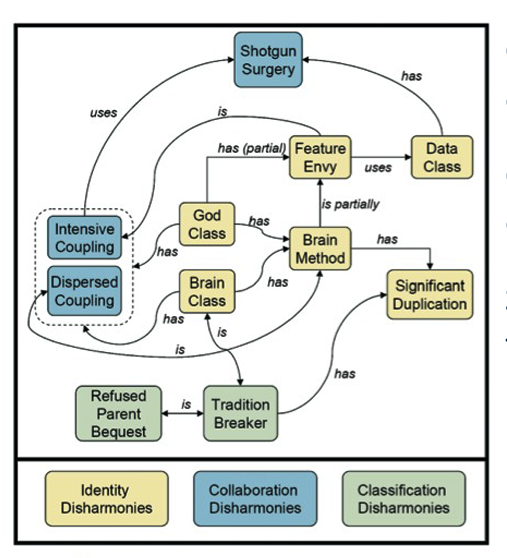 Shotgun
Surgery
has
uses
is
has (partial)
Feature
Envy
uses
Data
Class
is partially
Intensive
Coupling
God
Class
has
has
Brain
Method
has
Dispersed
Coupling
Brain
Class
has
Significant
Duplication
has
is
is
has
Refused
Parent
Bequest
is
Tradition
Breaker
Identity
Disharmonies
Collaboration
Disharmonies
Classification
Disharmonies